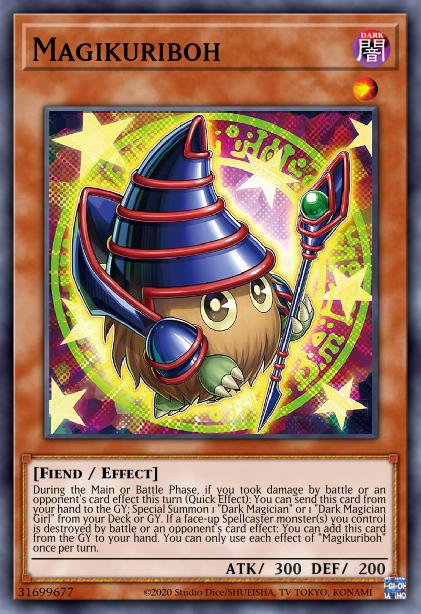 MAGIKURIBOH
DARK
闇
[FIEND / EFFECT]
During the Main or Battle Phase, if you took damage by battle or an
opponent's card effect this turn (Quick Effect): You can send this card from
your hand to the GY; Special Summon 1 "Dark Magician" or 1 "Dark Magician
Girl" from your Deck or GY. If a face-up Spellcaster monster(s) you control
is destroyed by battle or an opponent's card effect: You can add this card
from the GY to your hand. You can only use each effect of "Magikuriboh"
once per turn.
ATK/ 300 DEF/ 200
31699677 ©2020 Studio Dice/SHUEISHA, TV TOKYO, KONAMI